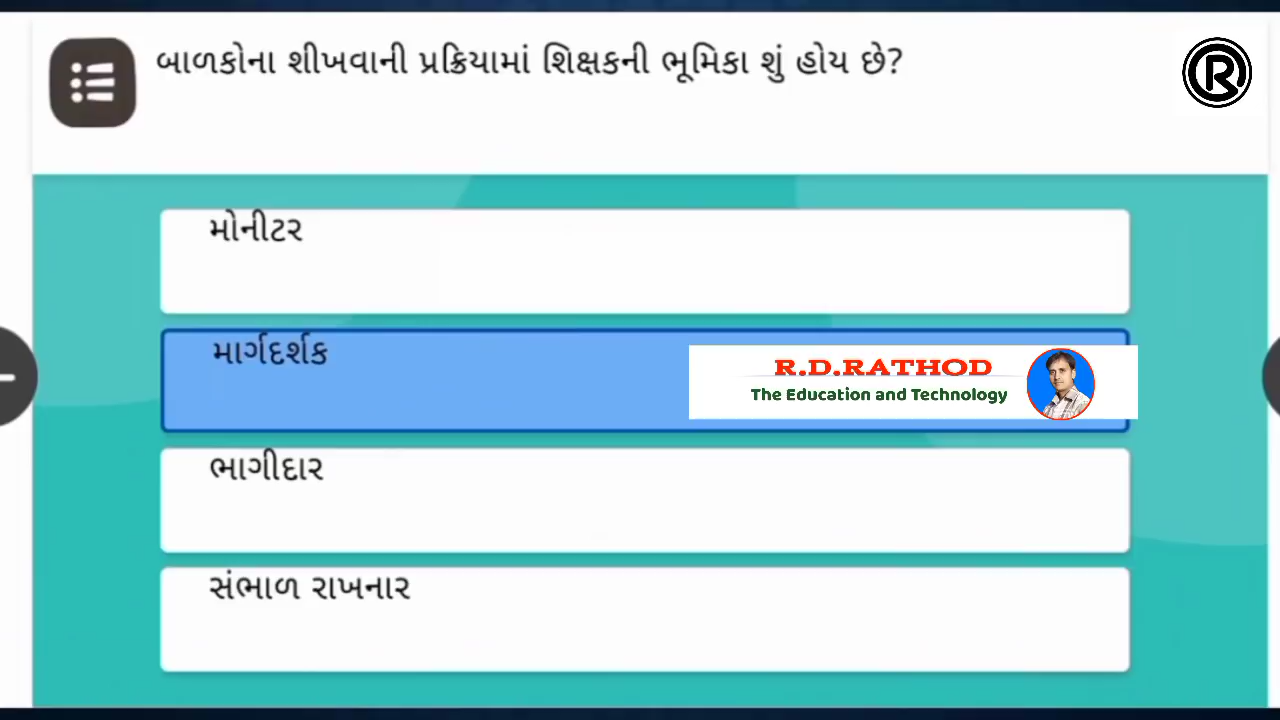 બાળકોના શીખવાની પ્રક્રિયામાં શિક્ષકની ભૂમિકા શું હોય છે?
R
મોનીટર
માર્ગદર્શક
R.D.RATHOD
The Education and Technology
ભાગીદાર
સંભાળ રાખનાર